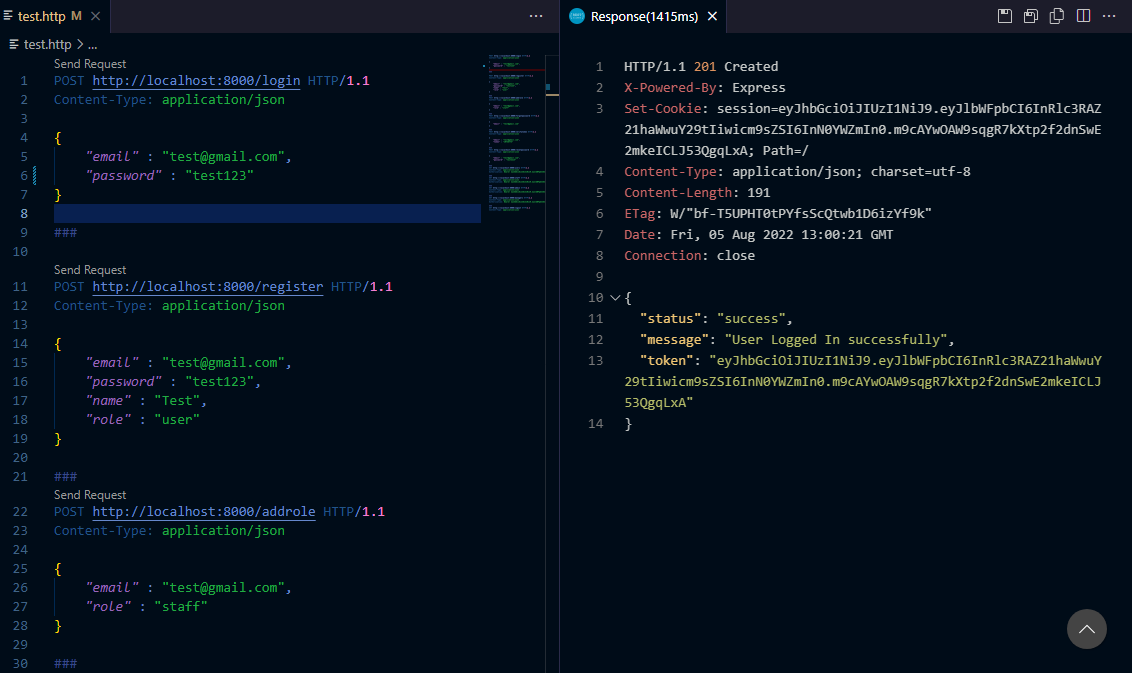 test.http M
test.http > ...
Send Request
1 POST http://localhost:8000/login HTTP/1.1
2 Content-Type: application/json
3
4 {
5 "email" : "test@gmail.com",
6 "password" : "test123"
7 }
8
9 ###
10
Send Request
11 POST http://localhost:8000/register HTTP/1.1
12 Content-Type: application/json
13
14 {
15 "email" : "test@gmail.com",
16 "password" : "test123",
17 "name" : "Test",
18 "role" : "user"
19 }
20
21 ###
Send Request
22 POST http://localhost:8000/addrole HTTP/1.1
23 Content-Type: application/json
24
25 {
26 "email" : "test@gmail.com",
27 "role" : "staff"
28 }
29
30 ###
Response(1415ms)
1 HTTP/1.1 201 Created
2 X-Powered-By: Express
3 Set-Cookie: session=eyJhbGciOiJIUzI1NiJ9.eyJlbWFpbCI6InRlc3RAZ
21haWwuY29tIiwicm9sZSI6InN0YWZmIn0.m9cAYwOAW9sqgR7kXtp2f2dnSwE
2mkeICLJ53QgqLxA; Path=/
4 Content-Type: application/json; charset=utf-8
5 Content-Length: 191
6 ETag: W/"bf-T5UPHT0tPYfsScQtwb1D6izYf9k"
7 Date: Fri, 05 Aug 2022 13:00:21 GMT
8 Connection: close
9
10 {
11 "status": "success",
12 "message": "User Logged In successfully",
13 "token": "eyJhbGciOiJIUzI1NiJ9.eyJlbWFpbCI6InRlc3RAZ21haWwuY
29tIiwicm9sZSI6InN0YWZmIn0.m9cAYwOAW9sqgR7kXtp2f2dnSwE2mkeICLJ
53QgqLxA"
14 }